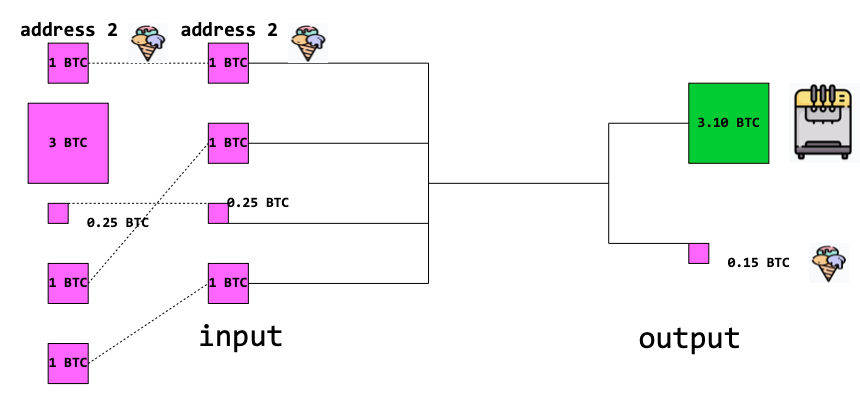 address 2
address 2
1 BTC
1 BTC
3 BTC
1 BTC
3.10 BTC
0.25 BTC
0.25 BTC
1 BTC
1 BTC
0.15 BTC
input
output
1 BTC